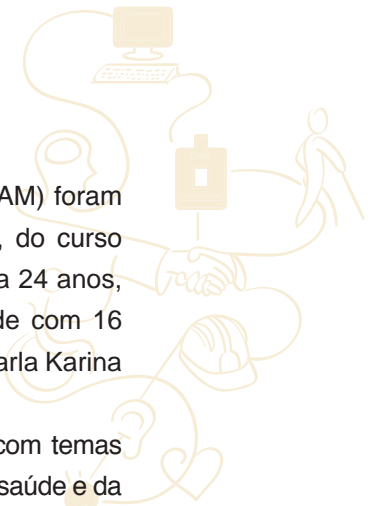 AM) foram
, do curso
a 24 anos,
de com 16
arla Karina
com temas
saúde e da